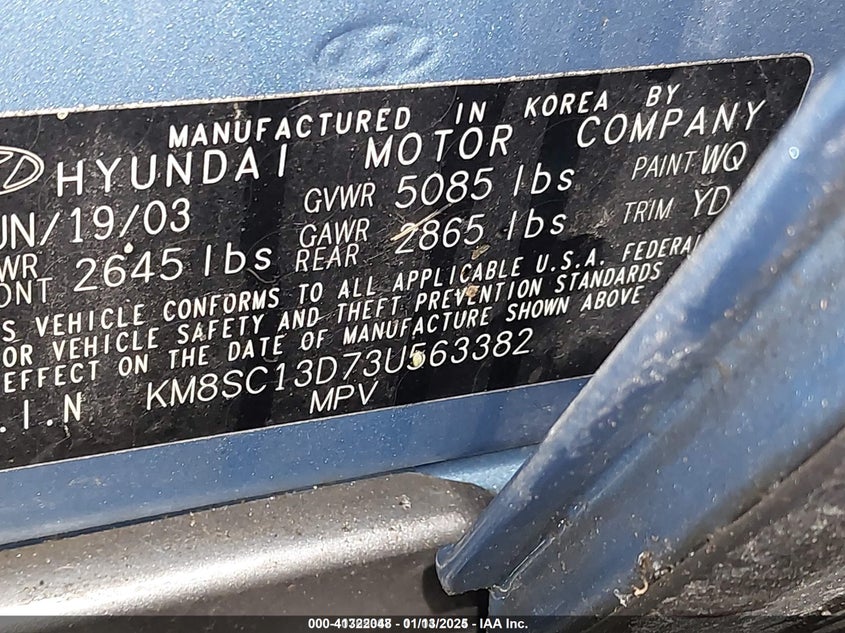 MANUFACTURED IN KOREA BY
HYUNDAI MOTOR COMPANY
UN/19/03 GVWR 5085 lbs PAINT WQ
WR ONT 2645 lbs GAWR REAR 2865 lbs TRIM YD
S VEHICLE CONFORMS TO ALL APPLICABLE U.S.A. FEDERAL
OR VEHICLE SAFETY AND THEFT PREVENTION STANDARDS
EFFECT ON THE DATE OF MANUFACTURE SHOWN ABOVE
.I.N KM8SC13D73U563382
MPV
01/13/2025 - IAA Inc.